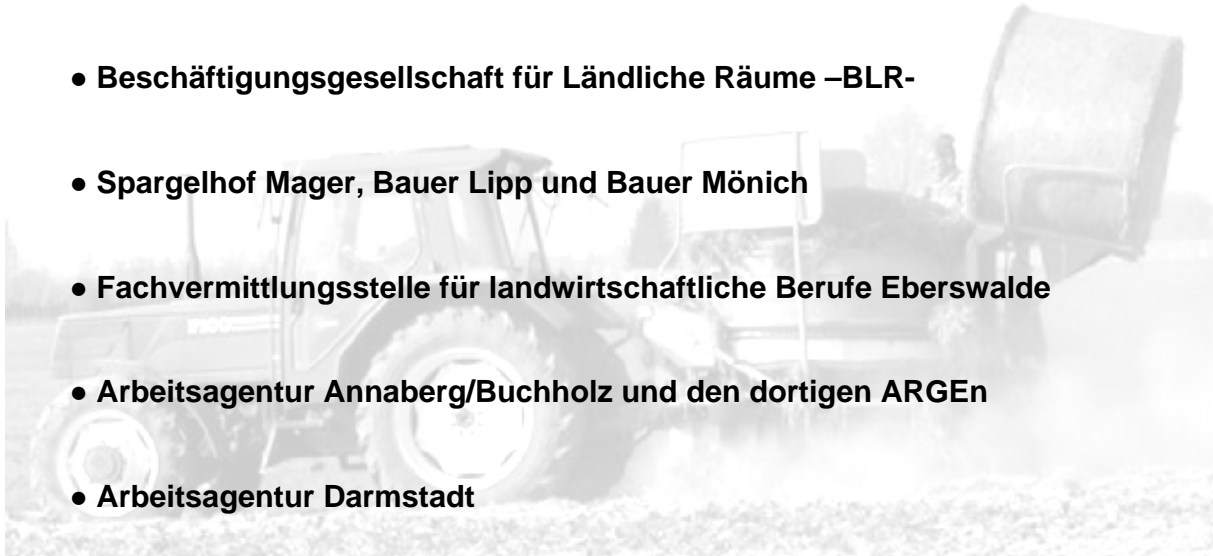 ● Beschäftigungsgesellschaft für Ländliche Räume –BLR-
● Spargelhof Mager, Bauer Lipp und Bauer Mönich
● Fachvermittlungsstelle für landwirtschaftliche Berufe Eberswalde
● Arbeitsagentur Annaberg/Buchholz und den dortigen ARGEn
● Arbeitsagentur Darmstadt